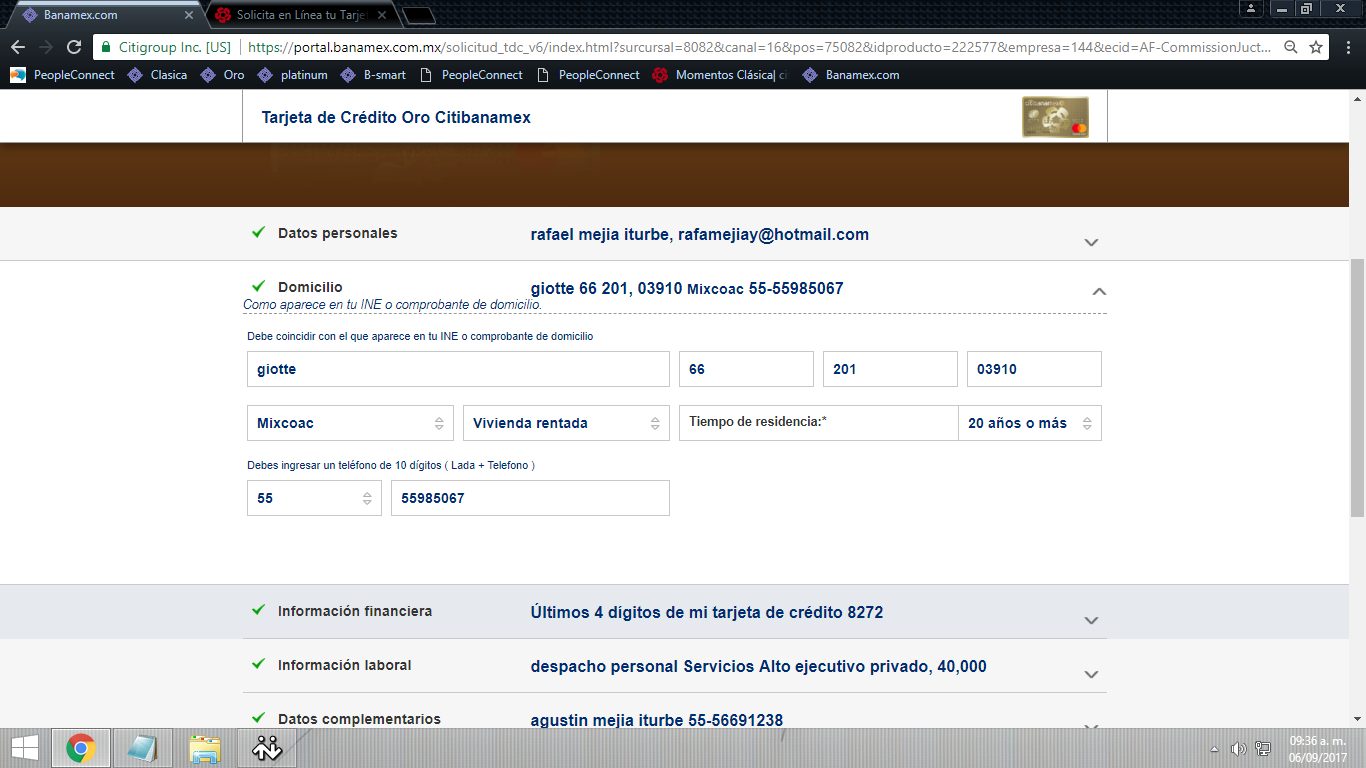 Banamex.com
Solicita en Línea tu Tarje
Citigroup Inc. [US]
https://portal.banamex.com.mx/solicitud_tdc_v6/index.html?surcursal=8082&canal=16&pos=75082&idproducto=222577&empresa=144&ecid=AF-CommissionJuct...
PeopleConnect Clasica Oro platinum B-smart PeopleConnect PeopleConnect Momentos Clásica| ci Banamex.com
Tarjeta de Crédito Oro Citibanamex
Datos personales rafael mejia iturbe, rafamejiay@hotmail.com
Domicilio giotte 66 201, 03910 Mixcoac 55-55985067
Como aparece en tu INE o comprobante de domicilio.
Debe coincidir con el que aparece en tu INE o comprobante de domicilio
giotte 66 201 03910
Mixcoac Vivienda rentada Tiempo de residencia:* 20 años o más
Debes ingresar un teléfono de 10 dígitos ( Lada + Telefono )
55 55985067
Información financiera Últimos 4 dígitos de mi tarjeta de crédito 8272
Información laboral despacho personal Servicios Alto ejecutivo privado, 40,000
Datos complementarios agustin mejia iturbe 55-56691238
09:36 a. m.
06/09/2017